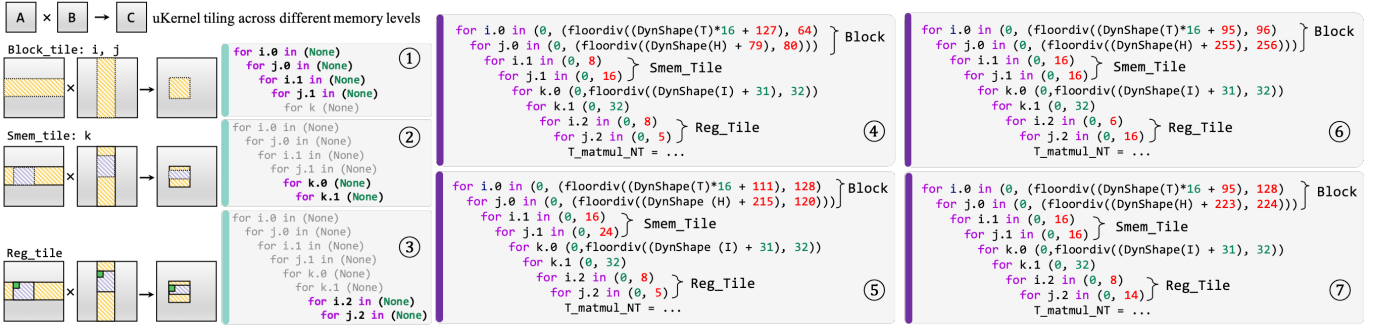 A × B → C uKernel tiling across different memory levels
Block_tile: i, j
×
→
①
for i.0 in (None)
for j.0 in (None)
for i.1 in (None)
for j.1 in (None)
for k (None)
Smem_tile: k
×
→
②
for i.0 in (None)
for j.0 in (None)
for i.1 in (None)
for j.1 in (None)
for k.0 (None)
for k.1 (None)
Reg_tile
×
→
③
for i.0 in (None)
for j.0 in (None)
for i.1 in (None)
for j.1 in (None)
for k.0 (None)
for k.1 (None)
for i.2 in (None)
for j.2 in (None)
for i.0 in (0, (floordiv((DynShape(T)*16 + 127), 64)
for j.0 in (0, (floordiv((DynShape(H) + 79), 80)))
Block
for i.1 in (0, 8)
for j.1 in (0, 16)
Smem_Tile
for k.0 (0,floordiv((DynShape(I) + 31), 32))
for k.1 (0, 32)
for i.2 in (0, 8)
for j.2 in (0, 5)
Reg_Tile
T_matmul_NT = ...
④
for i.0 in (0, (floordiv((DynShape(T)*16 + 111), 128)
for j.0 in (0, (floordiv((DynShape (H) + 215), 120)))
Block
for i.1 in (0, 16)
for j.1 in (0, 24)
Smem_Tile
for k.0 (0,floordiv((DynShape (I) + 31), 32))
for k.1 (0, 32)
for i.2 in (0, 8)
for j.2 in (0, 5)
Reg_Tile
T_matmul_NT = ...
⑤
for i.0 in (0, (floordiv((DynShape(T)*16 + 95), 96)
for j.0 in (0, (floordiv((DynShape(H) + 255), 256)))
Block
for i.1 in (0, 16)
for j.1 in (0, 16)
Smem_Tile
for k.0 (0,floordiv((DynShape(I) + 31), 32))
for k.1 (0, 32)
for i.2 in (0, 6)
for j.2 in (0, 16)
Reg_Tile
T_matmul_NT = ...
⑥
for i.0 in (0, (floordiv((DynShape(T)*16 + 95), 128)
for j.0 in (0, (floordiv((DynShape(H) + 223), 224)))
Block
for i.1 in (0, 16)
for j.1 in (0, 16)
Smem_Tile
for k.0 (0,floordiv((DynShape(I) + 31), 32))
for k.1 (0, 32)
for i.2 in (0, 8)
for j.2 in (0, 14)
Reg_Tile
T_matmul_NT = ...
⑦